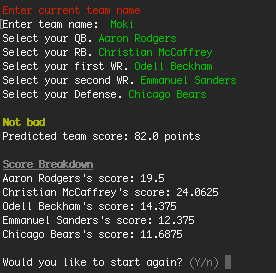 Enter current team name
Enter team name: Moki
Select your QB. Aaron Rodgers
Select your RB. Christian McCaffrey
Select your first WR. Odell Beckham
Select your second WR. Emmanuel Sanders
Select your Defense. Chicago Bears
Not bad
Predicted team score: 82.0 points
Score Breakdown
Aaron Rodgers's score: 19.5
Christian McCaffrey's score: 24.0625
Odell Beckham's score: 14.375
Emmanuel Sanders's score: 12.375
Chicago Bears's score: 11.6875
Would you like to start again? (Y/n)